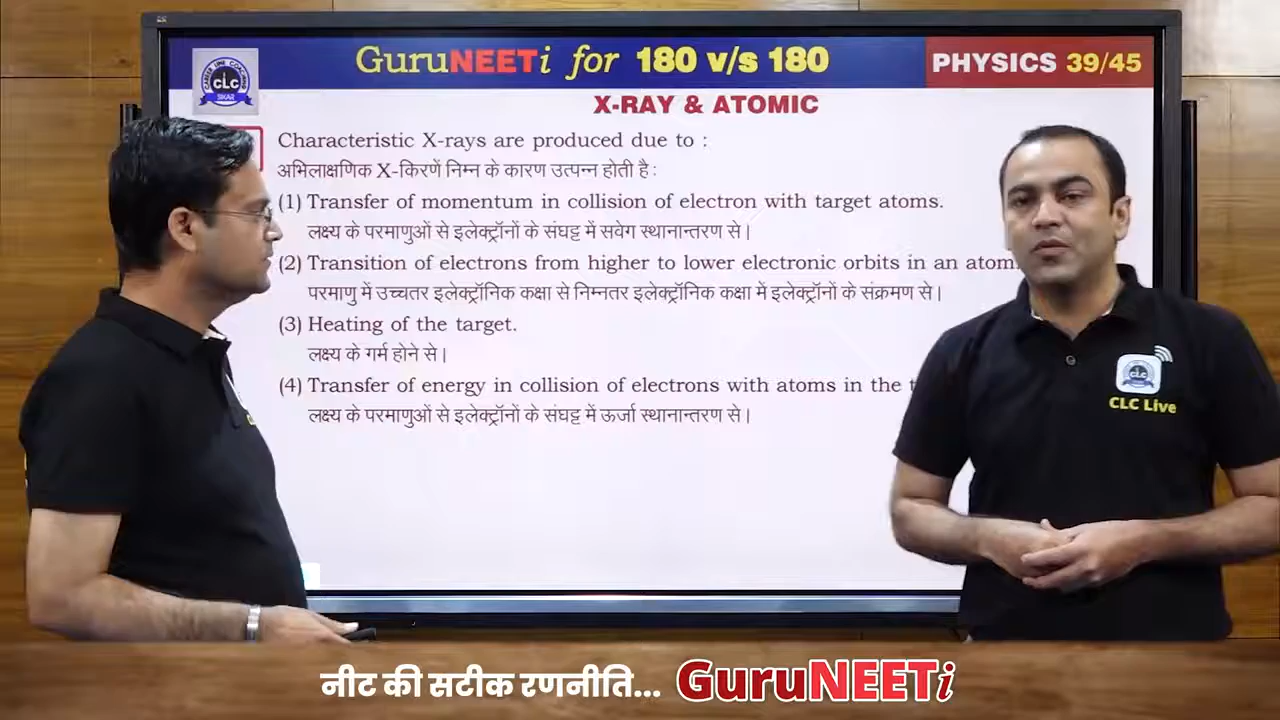 GuruNEETi for 180 v/s 180
PHYSICS 39/45
CLC
SIKAR
X-RAY & ATOMIC
Characteristic X-rays are produced due to :
अभिलाक्षणिक X-किरणें निम्न के कारण उत्पन्न होती है :
(1) Transfer of momentum in collision of electron with target atoms.
लक्ष्य के परमाणुओं से इलेक्ट्रॉनों के संघट्ट में सवेग स्थानान्तरण से।
(2) Transition of electrons from higher to lower electronic orbits in an atom.
परमाणु में उच्चतर इलेक्ट्रॉनिक कक्षा से निम्नतर इलेक्ट्रॉनिक कक्षा में इलेक्ट्रॉनों के संक्रमण से।
(3) Heating of the target.
लक्ष्य के गर्म होने से।
(4) Transfer of energy in collision of electrons with atoms in the
लक्ष्य के परमाणुओं से इलेक्ट्रॉनों के संघट्ट में ऊर्जा स्थानान्तरण से।
CLC
CLC Live
नीट की सटीक रणनीति... GuruNEETi